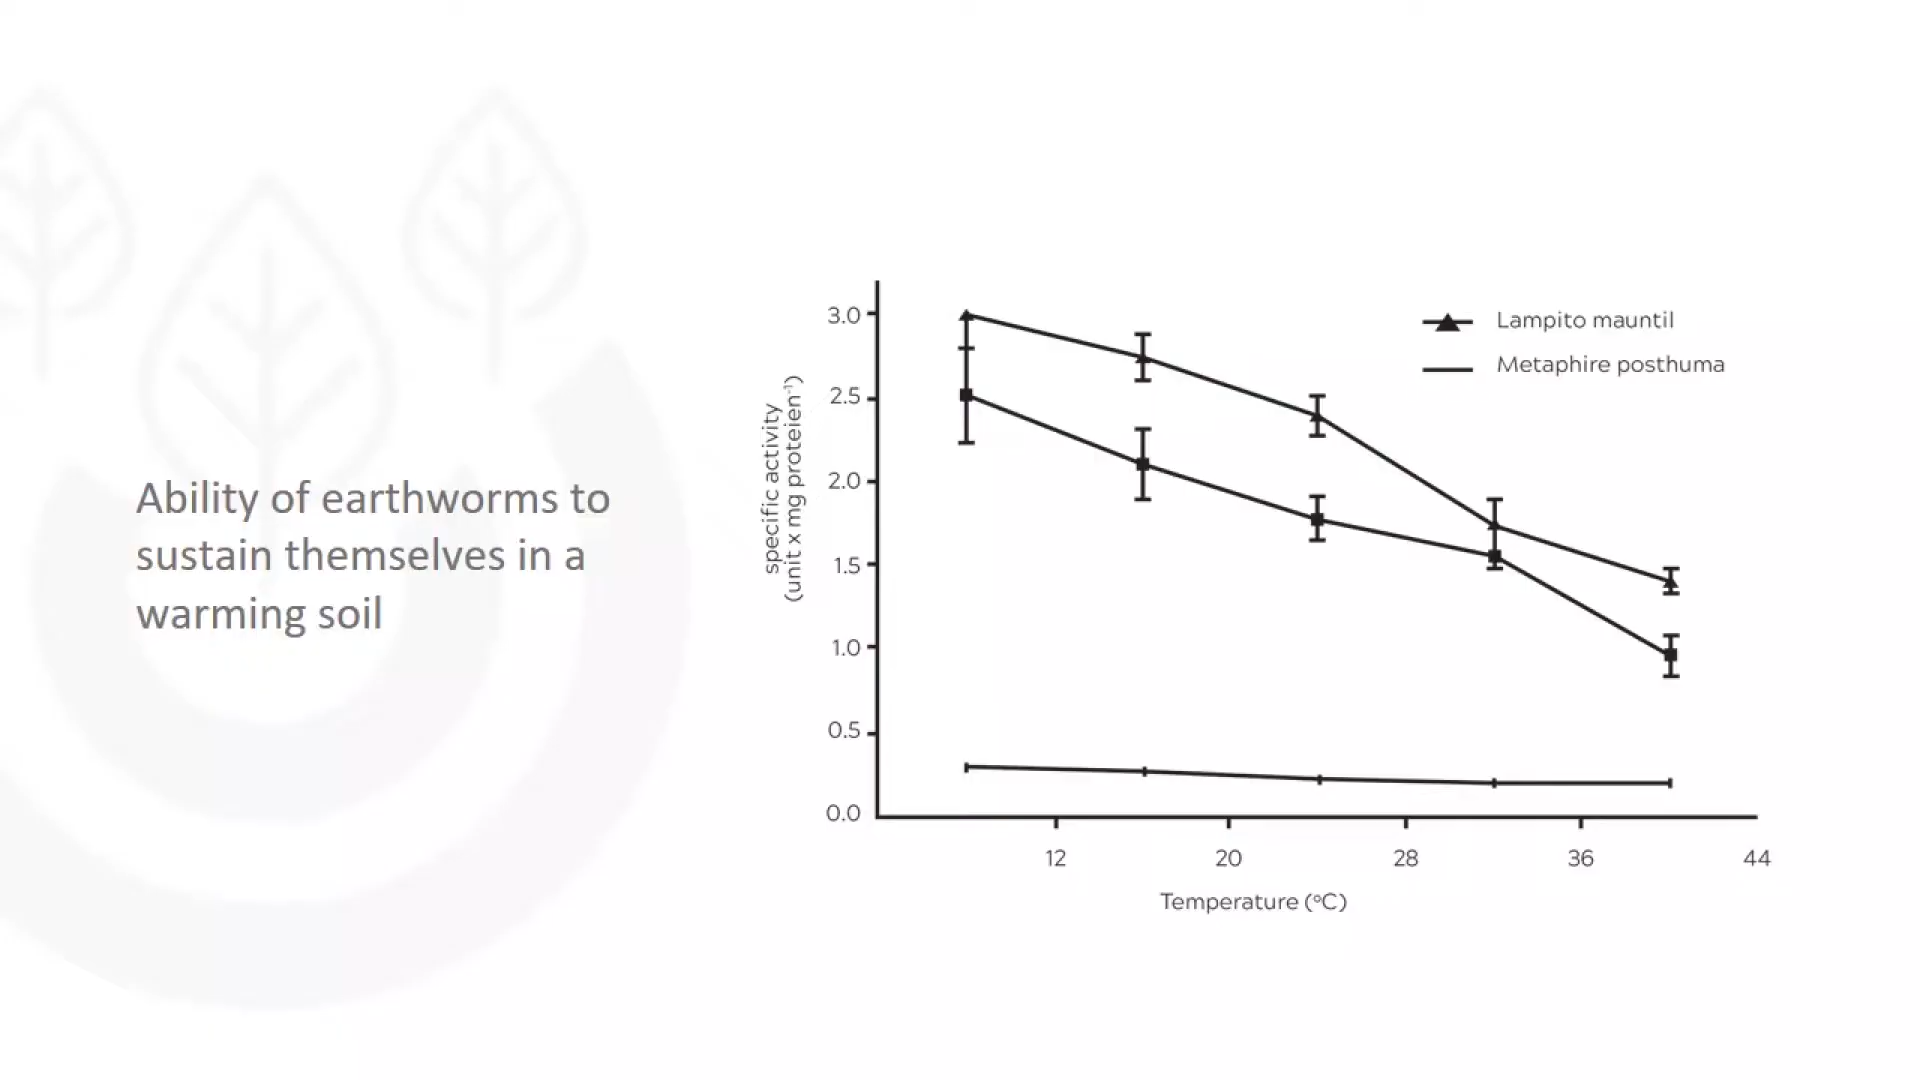 Ability of earthworms to
sustain themselves in a
warming soil
specific activity
(unit x mg proteien⁻¹)
3.0
2.5
2.0
1.5
1.0
0.5
0.0
12
20
28
36
44
Temperature (°C)
Lampito mauntil
Metaphire posthuma